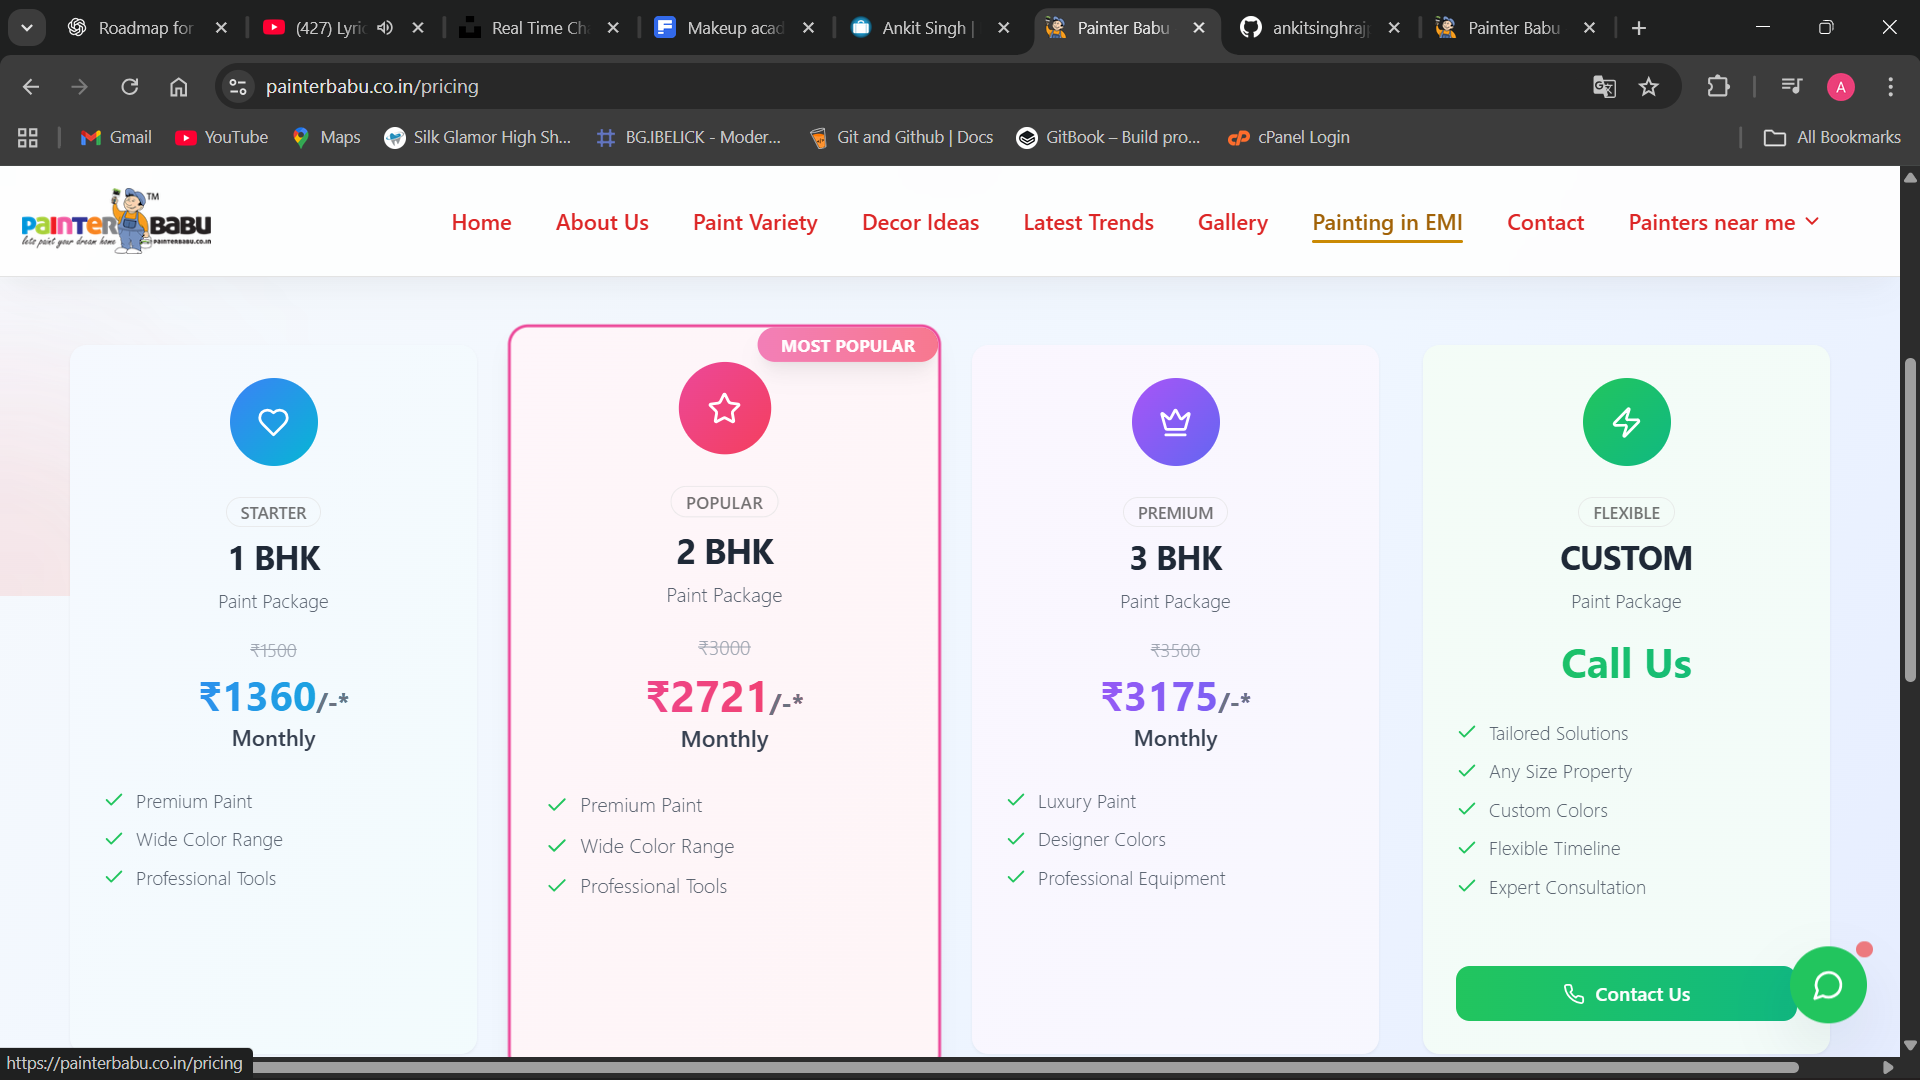 Roadmap for
(427) Lyric
Real Time Ch
Makeup acad
Ankit Singh |
Painter Babu
ankitsinghraj
Painter Babu
painterbabu.co.in/pricing
A
Gmail
YouTube
Maps
Silk Glamor High Sh...
BG.IBELICK - Moder...
Git and Github | Docs
GitBook – Build pro...
cPanel Login
All Bookmarks
PAINTER BABU TM
lets paint your dream home
PAINTERBABU.CO.IN
Home
About Us
Paint Variety
Decor Ideas
Latest Trends
Gallery
Painting in EMI
Contact
Painters near me
STARTER
1 BHK
Paint Package
₹1500
₹1360/-*
Monthly
Premium Paint
Wide Color Range
Professional Tools
MOST POPULAR
POPULAR
2 BHK
Paint Package
₹3000
₹2721/-*
Monthly
Premium Paint
Wide Color Range
Professional Tools
PREMIUM
3 BHK
Paint Package
₹3500
₹3175/-*
Monthly
Luxury Paint
Designer Colors
Professional Equipment
FLEXIBLE
CUSTOM
Paint Package
Call Us
Tailored Solutions
Any Size Property
Custom Colors
Flexible Timeline
Expert Consultation
Contact Us
https://painterbabu.co.in/pricing